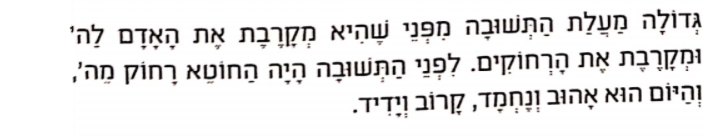 גְּדוֹלָה מַעֲלַת הַתְּשׁוּבָה מִפְּנֵי שֶׁהִיא מְקָרֶבֶת אֶת הָאָדָם לַה'
וּמְקָרֶבֶת אֶת הָרְחוֹקִים. לִפְנֵי הַתְּשׁוּבָה הָיָה הַחוֹטֵא רָחוֹק מֵה',
וְהַיּוֹם הוּא אָהוּב וְנֶחְמָד, קָרוֹב וְיָדִיד.